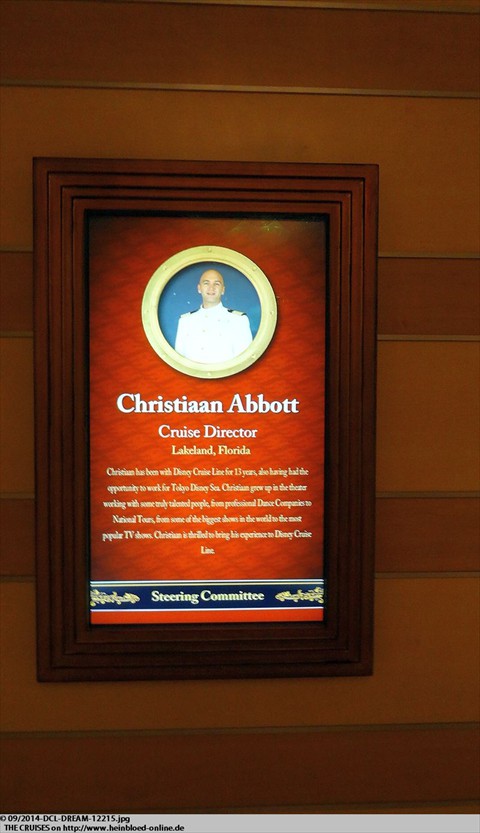 Christiaan Abbott
Cruise Director
Lakeland, Florida
Christiaan has been with Disney Cruise Line for 13 years, also having had the
opportunity to work for Tokyo Disney Sea. Christiaan grew up in the theater
working with some truly talented people, from professional Dance Companies to
National Tours, from some of the biggest shows in the world to the most
popular TV shows. Christiaan is thrilled to bring his experience to Disney Cruise
Line.
Steering Committee
© 09/2014-DCL-DREAM-12215.jpg
THE CRUISES on http://www.heinbloed-online.de